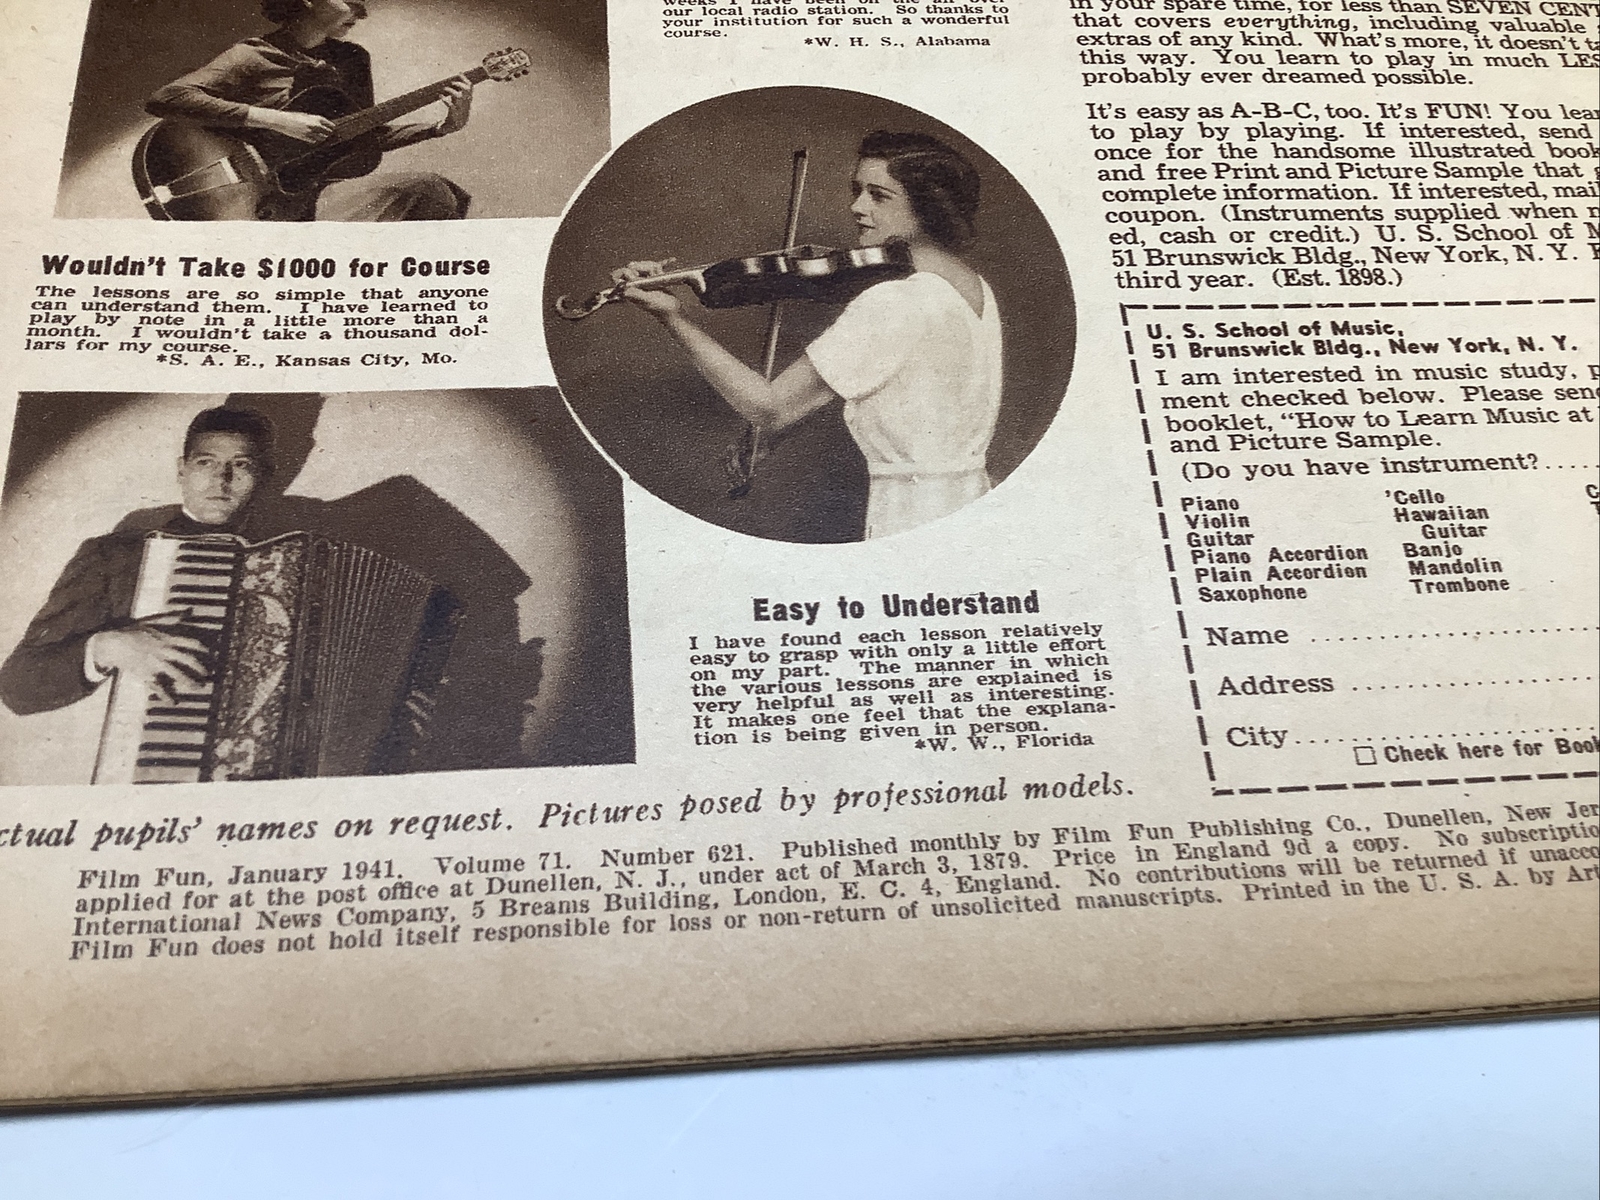 our local radio station. So thanks to
your institution for such a wonderful
course.
*W. H. S., Alabama
Wouldn't Take $1000 for Course
The lessons are so simple that anyone
can understand them. I have learned to
play by note in a little more than a
month. I wouldn't take a thousand dol-
lars for my course.
*S. A. E., Kansas City, Mo.
Easy to Understand
I have found each lesson relatively
easy to grasp with only a little effort
on my part. The manner in which
the various lessons are explained is
very helpful as well as interesting.
It makes one feel that the explana-
tion is being given in person.
*W. W., Florida
in your spare time, for less than SEVEN CENT
that covers everything, including valuable
extras of any kind. What's more, it doesn't ta
this way. You learn to play in much LES
probably ever dreamed possible.
It's easy as A-B-C, too. It's FUN! You lear
to play by playing. If interested, send
once for the handsome illustrated book
and free Print and Picture Sample that
complete information. If interested, mail
coupon. (Instruments supplied when n
ed, cash or credit.) U. S. School of M
51 Brunswick Bldg., New York, N. Y. F
third year. (Est. 1898.)
U. S. School of Music,
51 Brunswick Bldg., New York, N. Y.
I am interested in music study, p
ment checked below. Please send
booklet, "How to Learn Music at
and Picture Sample.
(Do you have instrument?.....
Piano 'Cello
Violin Hawaiian
Guitar Guitar
Piano Accordion Banjo
Plain Accordion Mandolin
Saxophone Trombone
Name
Address
City
Check here for Book
ctual pupils' names on request. Pictures posed by professional models.
Film Fun, January 1941. Volume 71. Number 621. Published monthly by Film Fun Publishing Co., Dunellen, New Jer
applied for at the post office at Dunellen, N. J., under act of March 3, 1879. Price in England 9d a copy. No subscriptio
International News Company, 5 Breams Building, London, E. C. 4, England. No contributions will be returned if unacco
Film Fun does not hold itself responsible for loss or non-return of unsolicited manuscripts. Printed in the U. S. A. by Art